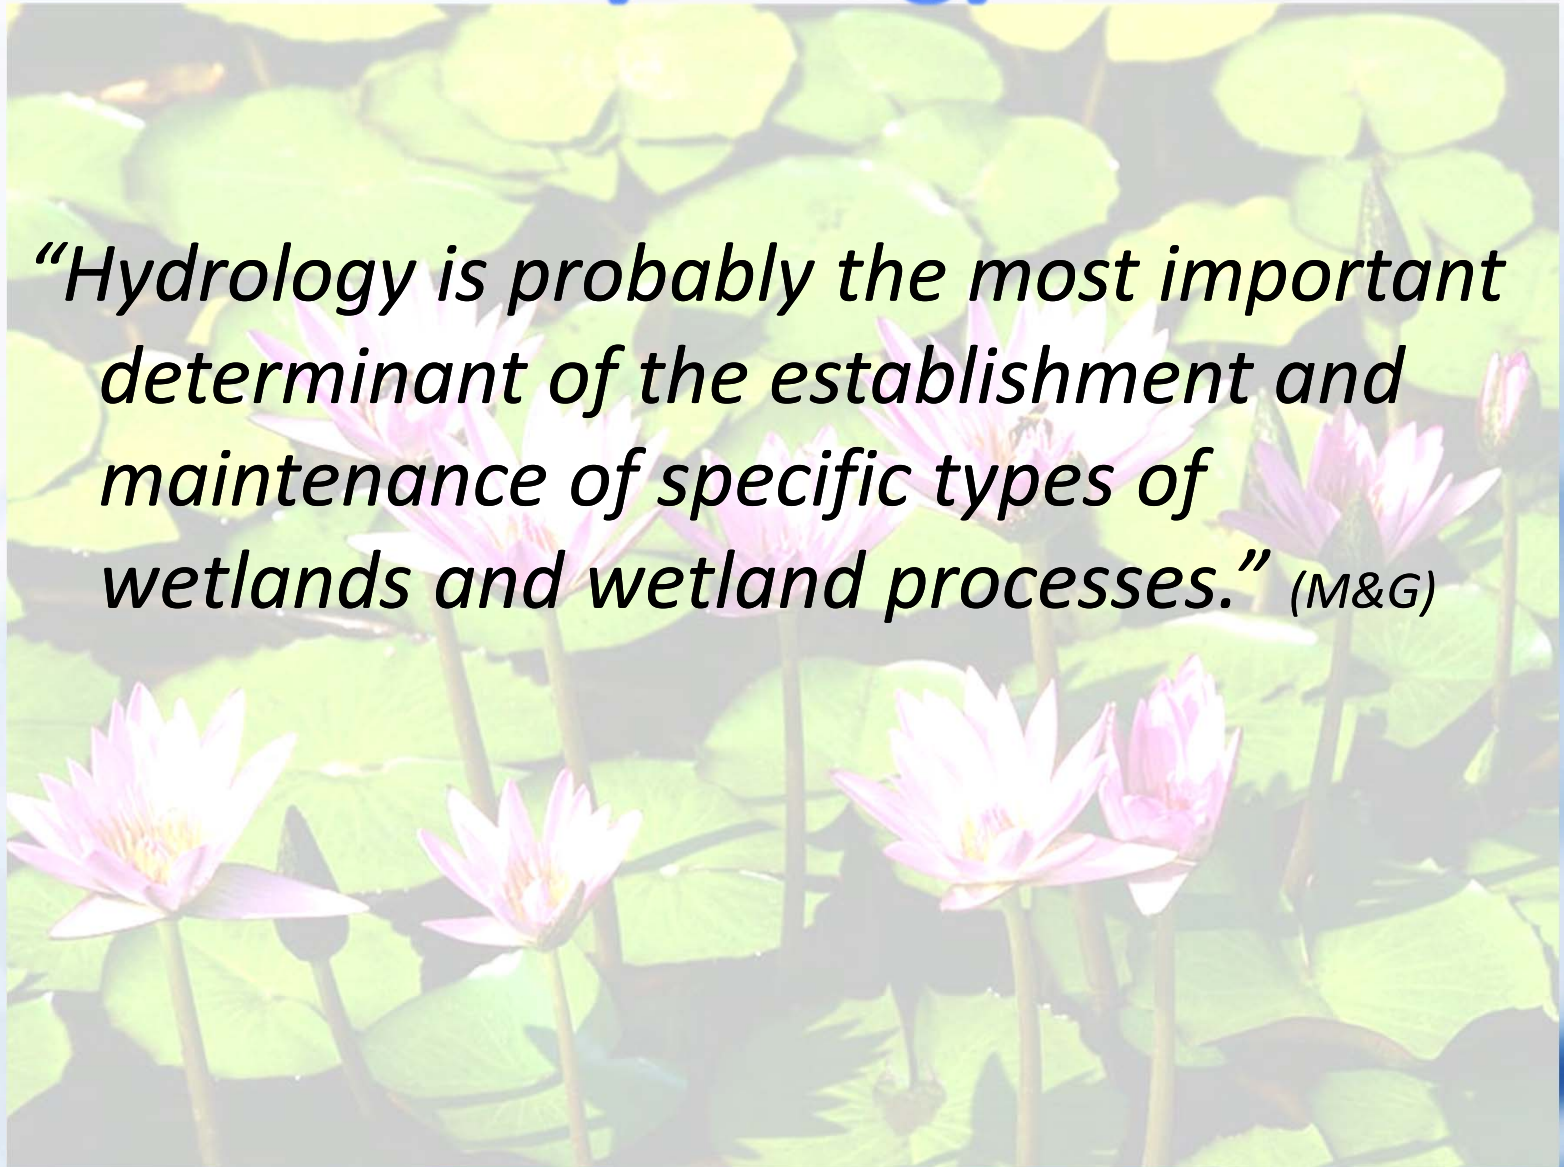 “Hydrology is probably the most important
determinant of the establishment and
maintenance of specific types of
wetlands and wetland processes.” (M&G)